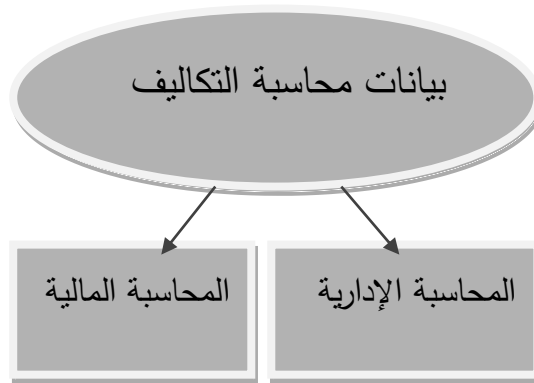 بيانات محاسبة التكاليف
المحاسبة الإدارية
المحاسبة المالية